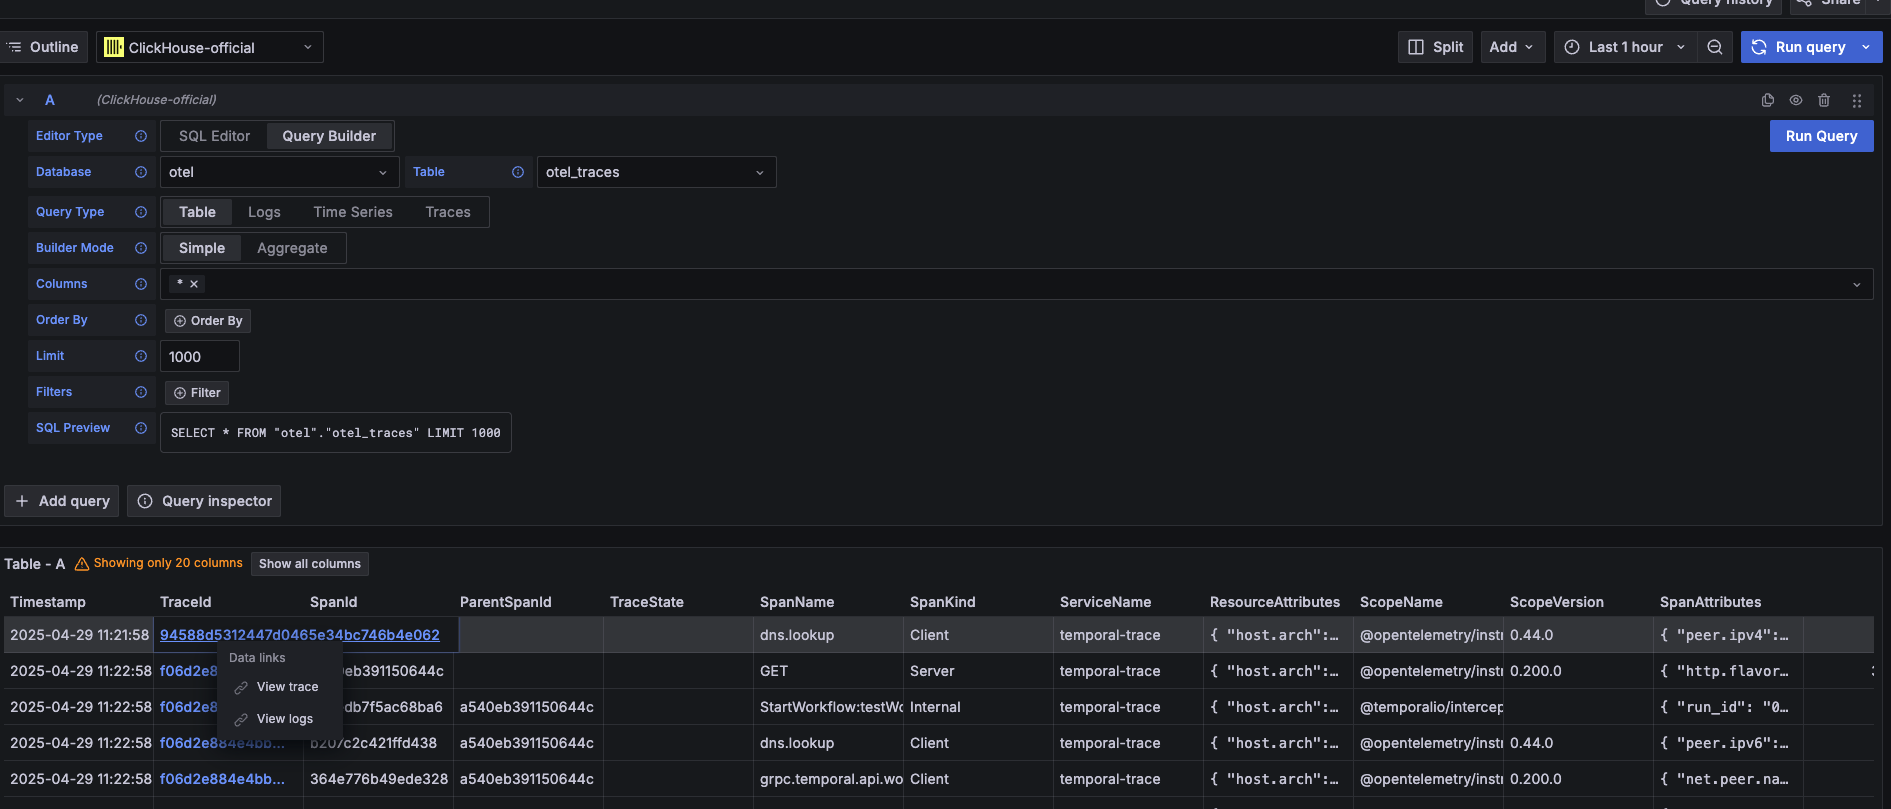 Query history Share
Outline ClickHouse-official Split Add Last 1 hour Run query
A (ClickHouse-official)
Editor Type SQL Editor Query Builder Run Query
Database otel Table otel_traces
Query Type Table Logs Time Series Traces
Builder Mode Simple Aggregate
Columns * ×
Order By Order By
Limit 1000
Filters Filter
SQL Preview SELECT * FROM "otel"."otel_traces" LIMIT 1000
+ Add query Query inspector
Table - A Showing only 20 columns Show all columns
Timestamp TraceId SpanId ParentSpanId TraceState SpanName SpanKind ServiceName ResourceAttributes ScopeName ScopeVersion SpanAttributes
2025-04-29 11:21:58 94588d5312447d0465e34bc746b4e062 dns.lookup Client temporal-trace { "host.arch":... @opentelemetry/instr 0.44.0 { "peer.ipv4":...
Data links
2025-04-29 11:22:58 f06d2e8 eb391150644c GET Server temporal-trace { "host.arch":... @opentelemetry/instr 0.200.0 { "http.flavor...
View trace
2025-04-29 11:22:58 f06d2e8 db7f5ac68ba6 a540eb391150644c StartWorkflow:testWo Internal temporal-trace { "host.arch":... @temporalio/intercep { "run_id": "0...
View logs
2025-04-29 11:22:58 f06d2e884e4bb... b207c2c421ffd438 a540eb391150644c dns.lookup Client temporal-trace { "host.arch":... @opentelemetry/instr 0.44.0 { "peer.ipv6":...
2025-04-29 11:22:58 f06d2e884e4bb... 364e776b49ede328 a540eb391150644c grpc.temporal.api.wo Client temporal-trace { "host.arch":... @opentelemetry/instr 0.200.0 { "net.peer.na...